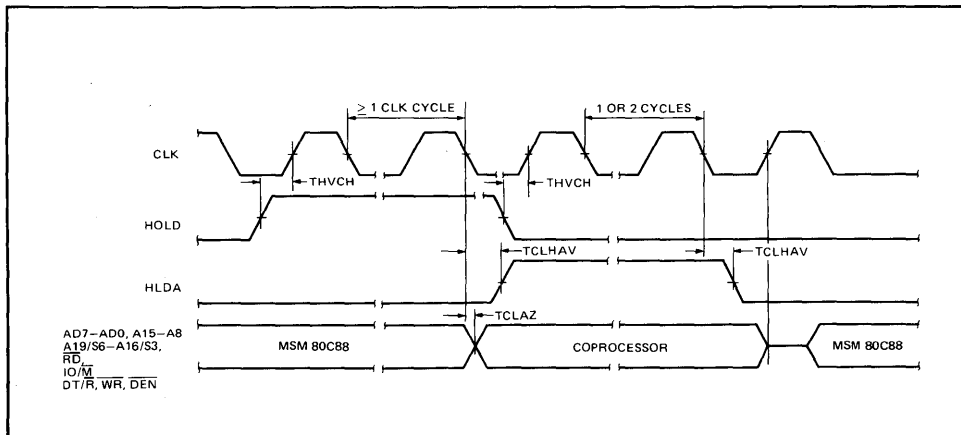 ≥ 1 CLK CYCLE
1 OR 2 CYCLES
CLK
THVCH
THVCH
HOLD
TCLHAV
TCLHAV
HLDA
TCLAZ
AD7–AD0, A15–A8
A19/S6–A16/S3,
RD,
IO/M
DT/R, WR, DEN
MSM 80C88
COPROCESSOR
MSM 80C88